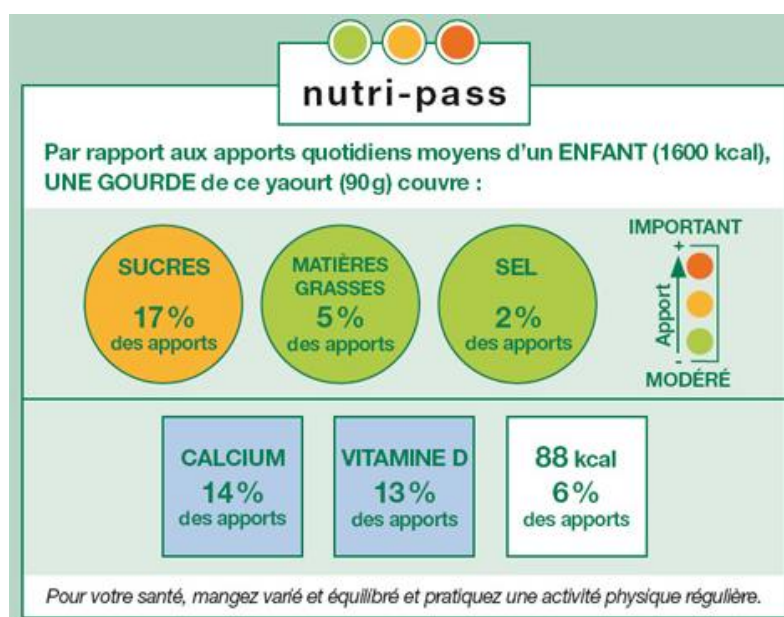 nutri-pass
Par rapport aux apports quotidiens moyens d'un ENFANT (1600 kcal),
UNE GOURDE de ce yaourt (90g) couvre :
SUCRES
17%
des apports
MATIÈRES
GRASSES
5%
des apports
SEL
2%
des apports
IMPORTANT
+
Apport
-
MODÉRÉ
CALCIUM
14%
des apports
VITAMINE D
13%
des apports
88 kcal
6%
des apports
Pour votre santé, mangez varié et équilibré et pratiquez une activité physique régulière.